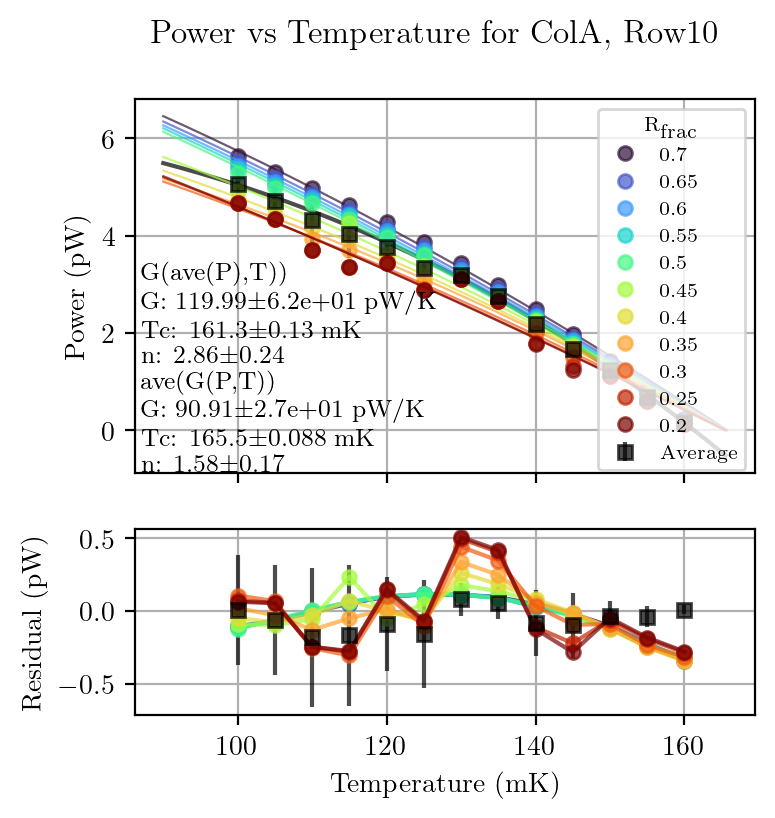 Power vs Temperature for ColA, Row10
Power (pW)
6
4
2
0
G(ave(P),T))
G: 119.99±6.2e+01 pW/K
Tc: 161.3±0.13 mK
n: 2.86±0.24
ave(G(P,T))
G: 90.91±2.7e+01 pW/K
Tc: 165.5±0.088 mK
n: 1.58±0.17
R_frac
0.7
0.65
0.6
0.55
0.5
0.45
0.4
0.35
0.3
0.25
0.2
Average
Residual (pW)
0.5
0.0
−0.5
100 120 140 160
Temperature (mK)